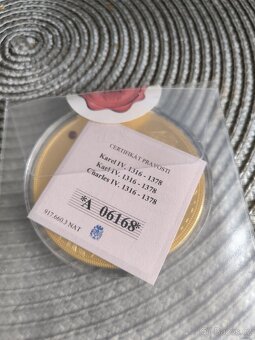 CERTIFIKÁT PRAVOSTI
Karel IV. 1316 - 1378
Karl IV. 1316 - 1378
Charles IV. 1316 - 1378
*A 06168*
917.660.3 NAT